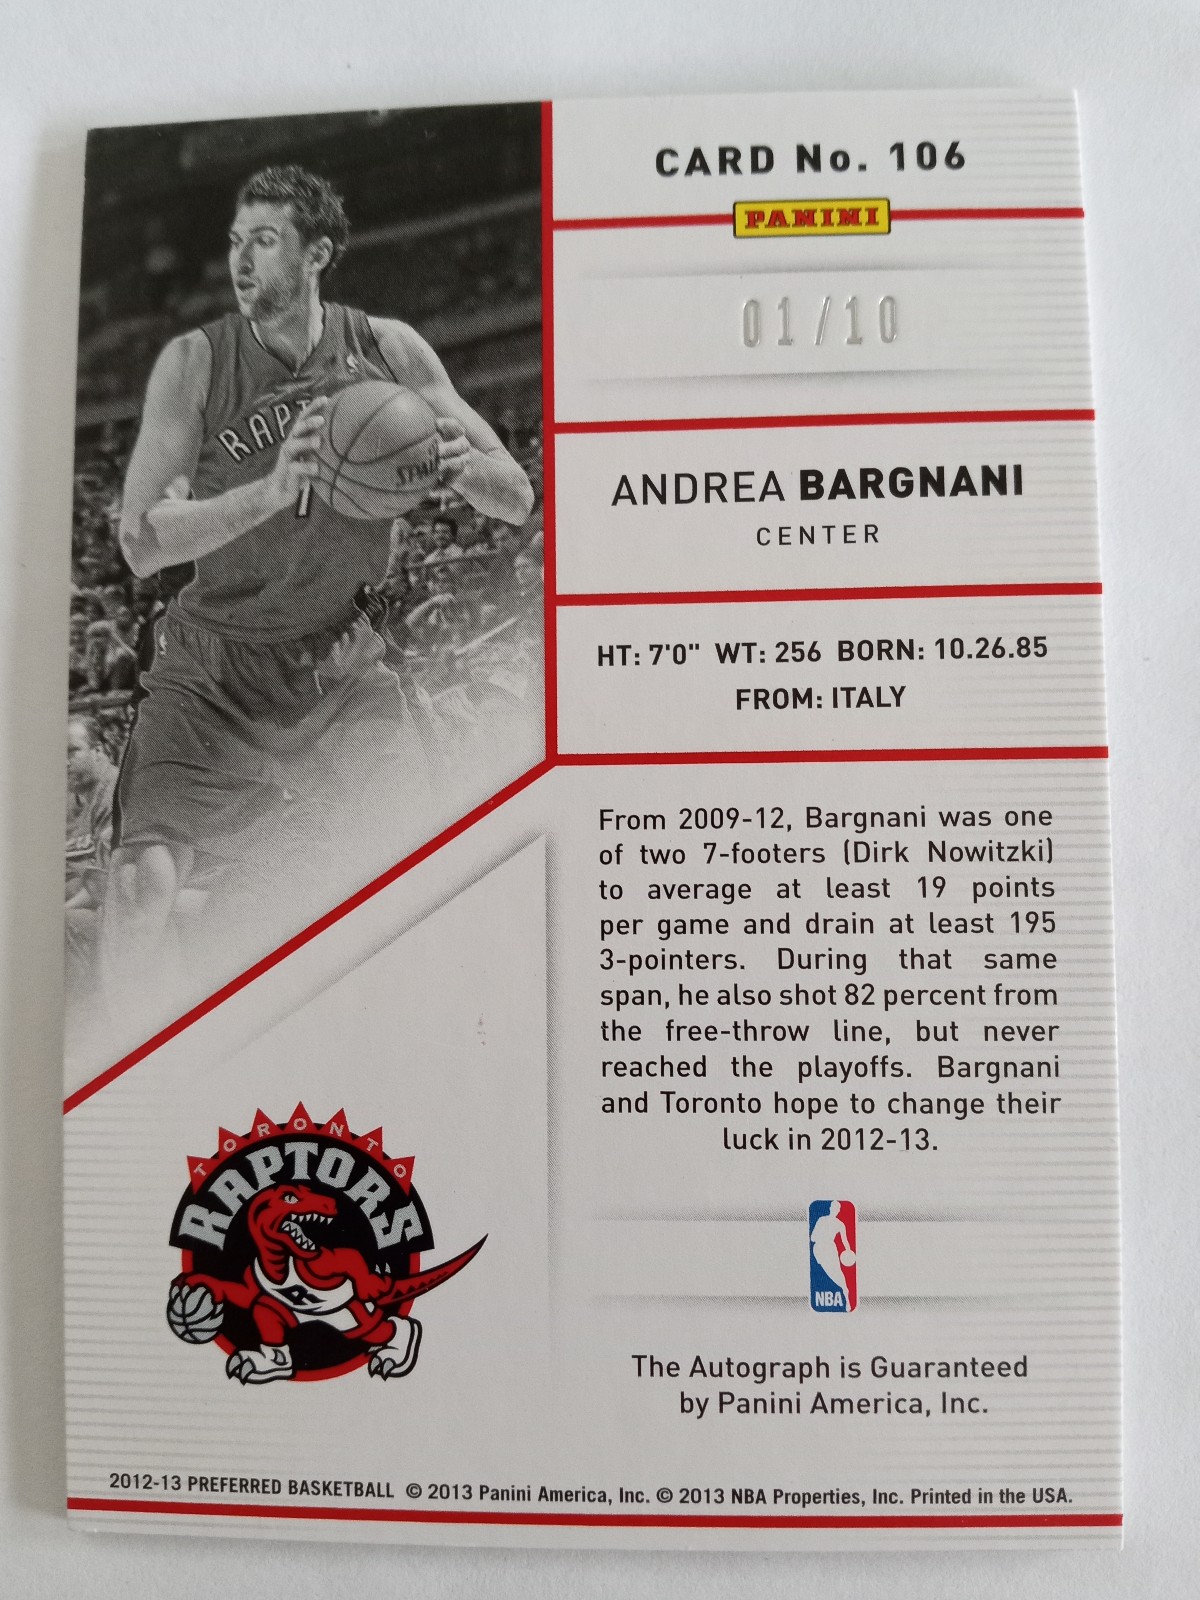 CARD No. 106
PANINI
01/10
ANDREA BARGNANI
CENTER
HT: 7'0" WT: 256 BORN: 10.26.85
FROM: ITALY
From 2009-12, Bargnani was one
of two 7-footers (Dirk Nowitzki)
to average at least 19 points
per game and drain at least 195
3-pointers. During that same
span, he also shot 82 percent from
the free-throw line, but never
reached the playoffs. Bargnani
and Toronto hope to change their
luck in 2012-13.
NBA
The Autograph is Guaranteed
by Panini America, Inc.
RAPT
SPALD
TORONTO
RAPTORS
2012-13 PREFERRED BASKETBALL © 2013 Panini America, Inc. © 2013 NBA Properties, Inc. Printed in the USA.